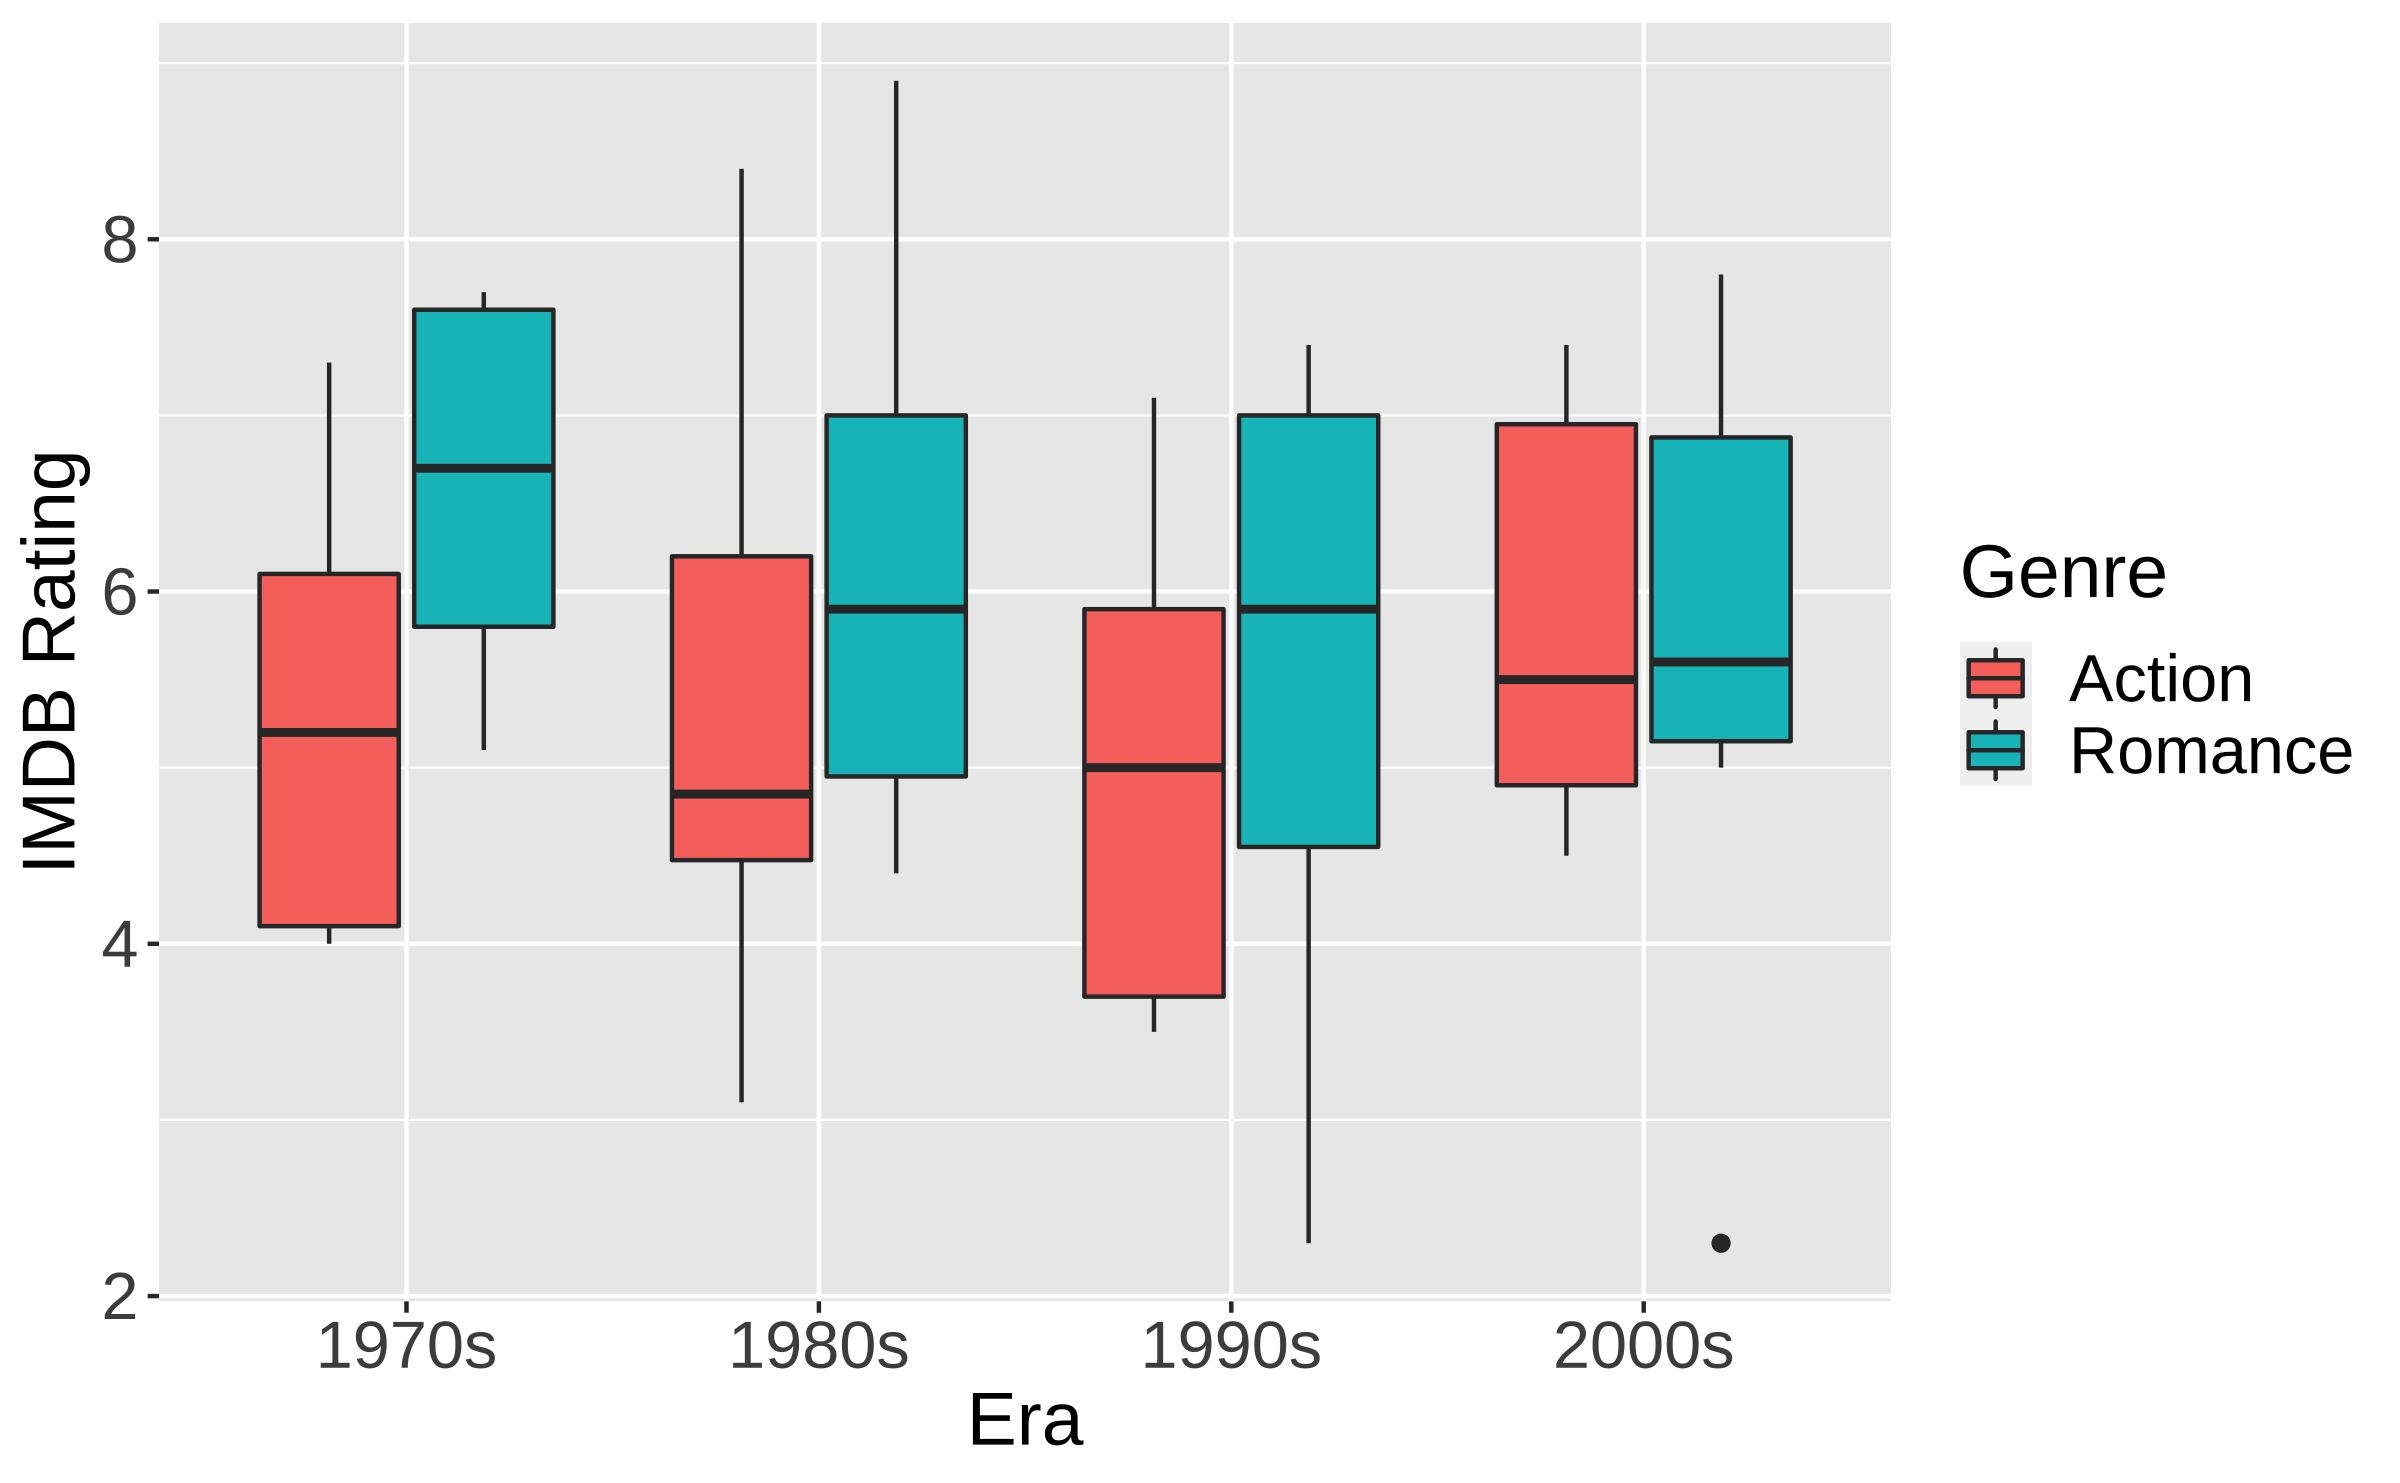 IMDB Rating
8
6
4
2
1970s 1980s 1990s 2000s
Era
Genre
Action
Romance